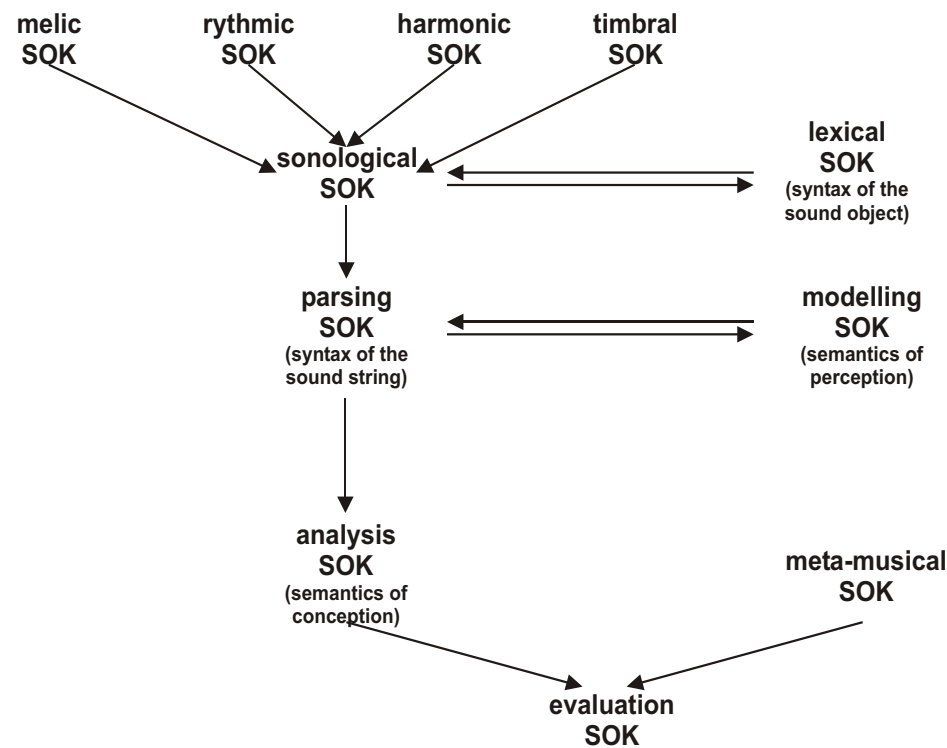 melic
SOK
rythmic
SOK
harmonic
SOK
timbral
SOK
sonological
SOK
lexical
SOK
(syntax of the
sound object)
parsing
SOK
(syntax of the
sound string)
modelling
SOK
(semantics of
perception)
analysis
SOK
(semantics of
conception)
meta-musical
SOK
evaluation
SOK